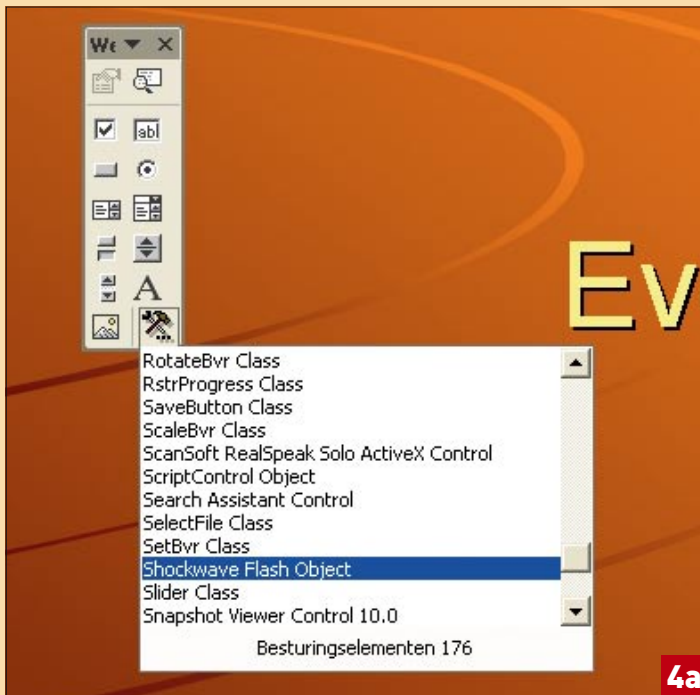 We
abl
A
Ev
RotateBvr Class
RstrProgress Class
SaveButton Class
ScaleBvr Class
ScanSoft RealSpeak Solo ActiveX Control
ScriptControl Object
Search Assistant Control
SelectFile Class
SetBvr Class
Shockwave Flash Object
Slider Class
Snapshot Viewer Control 10.0
Besturingselementen 176
4a